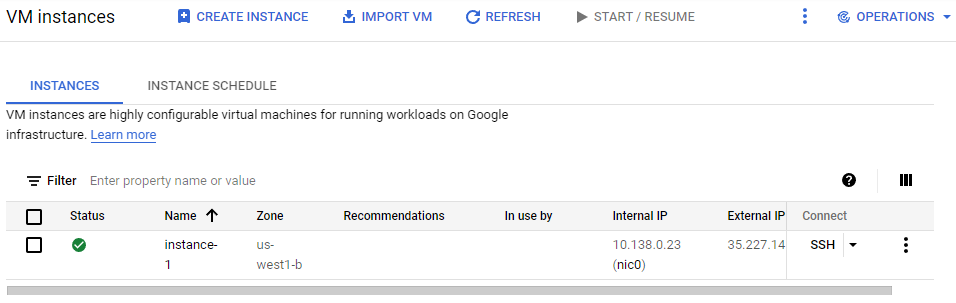 VM instances CREATE INSTANCE IMPORT VM REFRESH START / RESUME OPERATIONS
INSTANCES INSTANCE SCHEDULE
VM instances are highly configurable virtual machines for running workloads on Google
infrastructure. Learn more
Filter Enter property name or value
Status Name Zone Recommendations In use by Internal IP External IP Connect
instance- us- 10.138.0.23 35.227.14 SSH
1 west1-b (nic0)